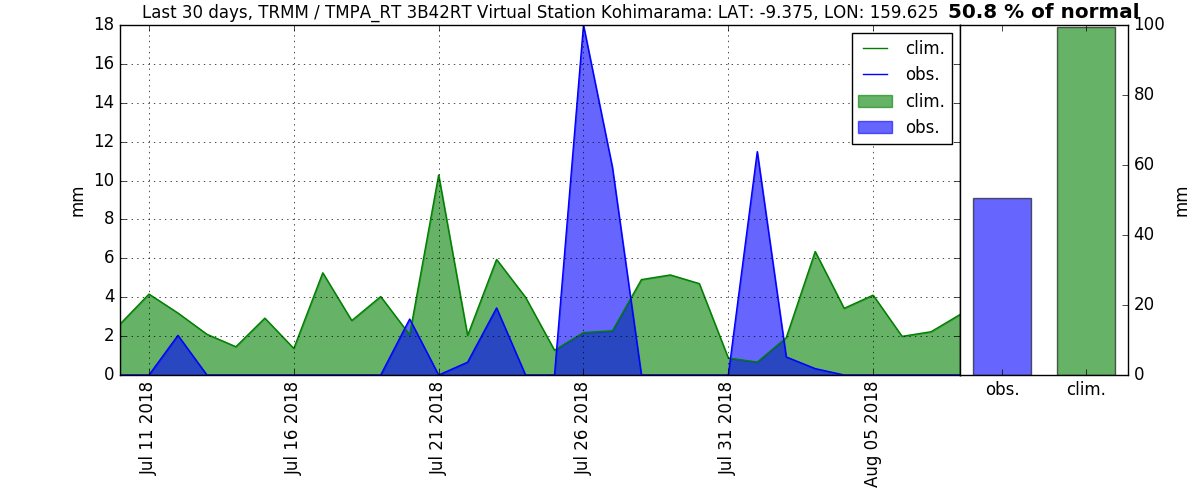 Last 30 days, TRMM / TMPA_RT 3B42RT Virtual Station Kohimarama: LAT: -9.375, LON: 159.625
50.8 % of normal
18
16
14
12
10
8
6
4
2
0
mm
clim.
obs.
clim.
obs.
Jul 11 2018
Jul 16 2018
Jul 21 2018
Jul 26 2018
Jul 31 2018
Aug 05 2018
100
80
60
40
20
0
mm
obs.
clim.